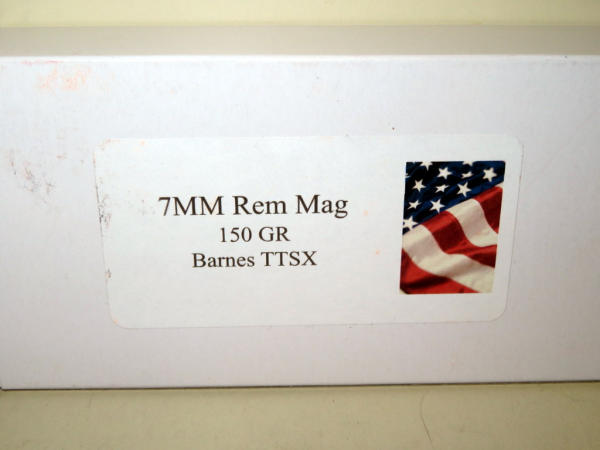 7MM Rem Mag
150 GR
Barnes TTSX